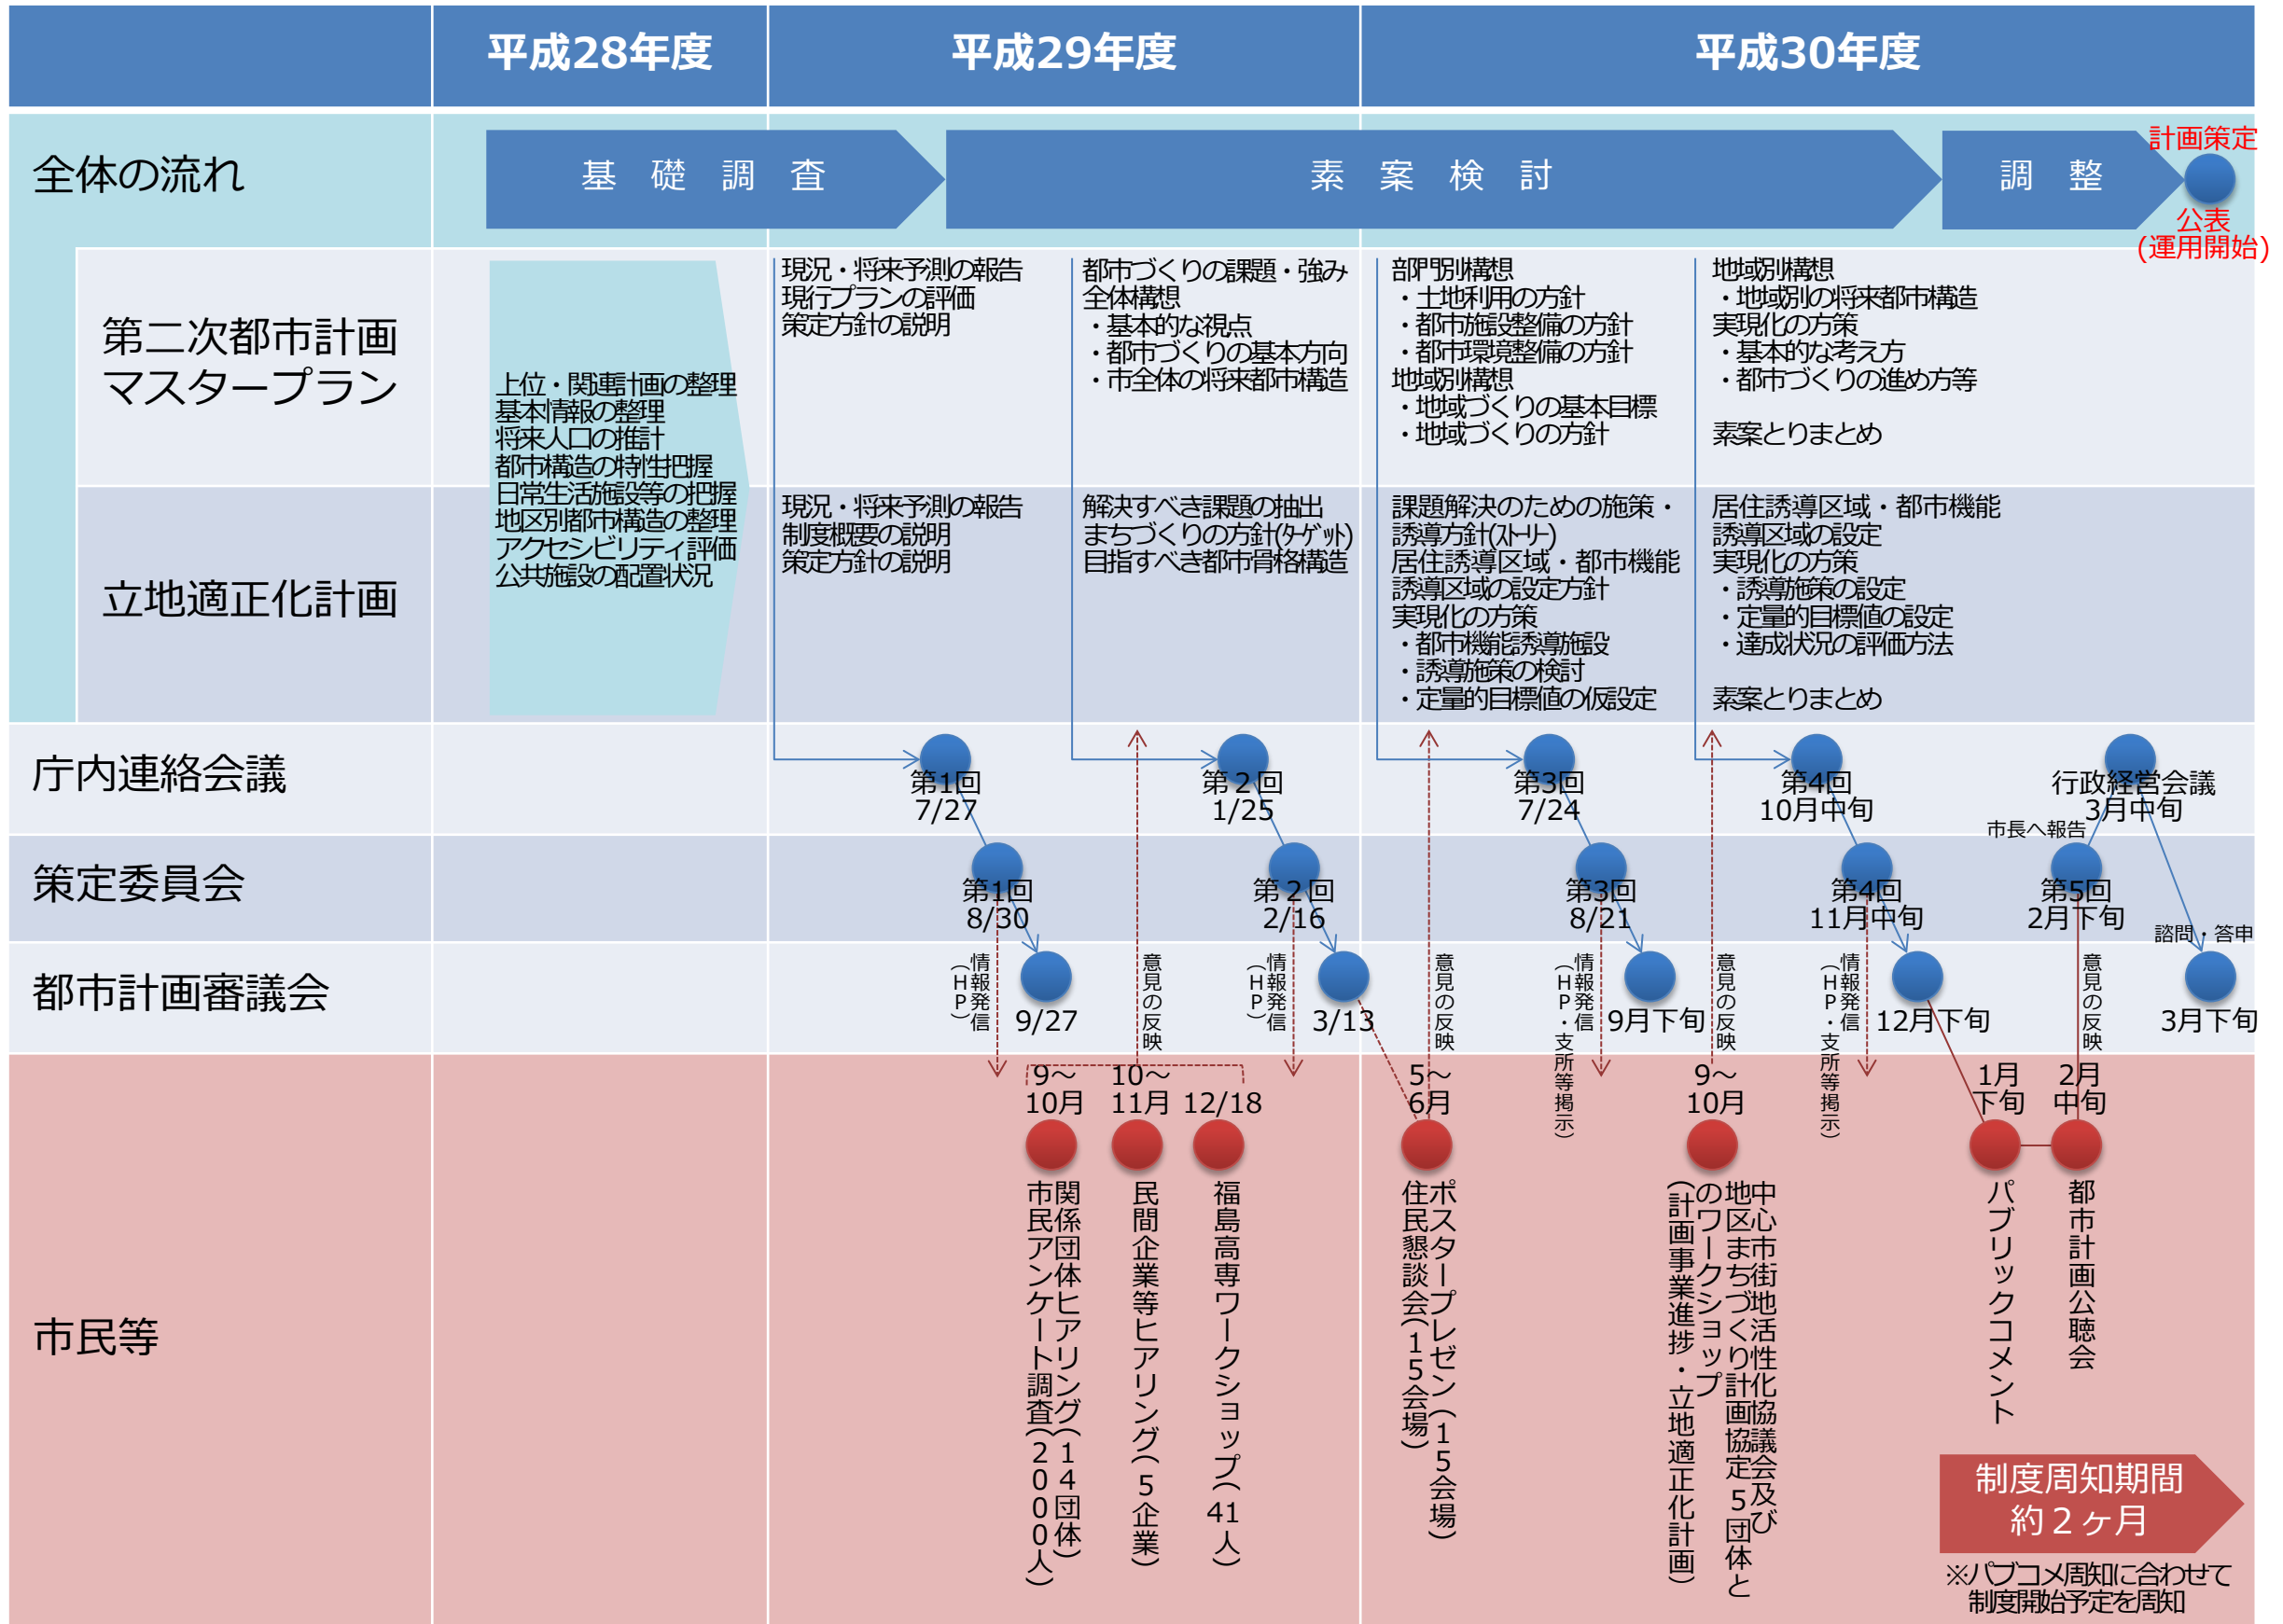 平成28年度
平成29年度
平成30年度
全体の流れ
基 礎 調 査
素 案 検 討
調 整
計画策定
公表
(運用開始)
第二次都市計画
マスタープラン
上位・関連計画の整理
基本情報の整理
将来人口の推計
都市構造の特性把握
日常生活施設等の把握
地区別都市構造の整理
アクセシビリティ評価
公共施設の配置状況
現況・将来予測の報告
現行プランの評価
策定方針の説明
都市づくりの課題・強み
全体構想
・基本的な視点
・都市づくりの基本方向
・市全体の将来都市構造
部門別構想
・土地利用の方針
・都市施設整備の方針
・都市環境整備の方針
地域別構想
・地域づくりの基本目標
・地域づくりの方針
地域別構想
・地域別の将来都市構造
実現化の方策
・基本的な考え方
・都市づくりの進め方等
素案とりまとめ
立地適正化計画
現況・将来予測の報告
制度概要の説明
策定方針の説明
解決すべき課題の抽出
まちづくりの方針(ﾀｰｹﾞｯﾄ)
目指すべき都市骨格構造
課題解決のための施策・
誘導方針(ｽﾄｰﾘｰ)
居住誘導区域・都市機能
誘導区域の設定方針
実現化の方策
・都市機能誘導施設
・誘導施策の検討
・定量的目標値の仮設定
居住誘導区域・都市機能
誘導区域の設定
実現化の方策
・誘導施策の設定
・定量的目標値の設定
・達成状況の評価方法
素案とりまとめ
庁内連絡会議
第1回
7/27
第２回
1/25
第3回
7/24
第4回
10月中旬
行政経営会議
3月中旬
市長へ報告
策定委員会
第1回
8/30
第２回
2/16
第3回
8/21
第4回
11月中旬
第5回
2月下旬
諮問・答申
都市計画審議会
情報発信
（ＨＰ）
9/27
意見の反映
情報発信
（ＨＰ）
3/13
意見の反映
情報発信
（ＨＰ・支所等掲示）
9月下旬
意見の反映
情報発信
（ＨＰ・支所等掲示）
12月下旬
意見の反映
3月下旬
市民等
9～
10月
10～
11月
12/18
5～
6月
9～
10月
1月
下旬
2月
中旬
関係団体ヒアリング(１４団体)
市民アンケート調査(２０００人)
民間企業等ヒアリング(５企業)
福島高専ワークショップ(41人)
ポスタープレゼン(１５会場)
住民懇談会(１５会場)
中心市街地活性化協議会及び
地区まちづくり計画協定５団体と
のワークショップ
(計画事業進捗・立地適正化計画)
パブリックコメント
都市計画公聴会
制度周知期間
約２ヶ月
※パブコメ周知に合わせて
制度開始予定を周知